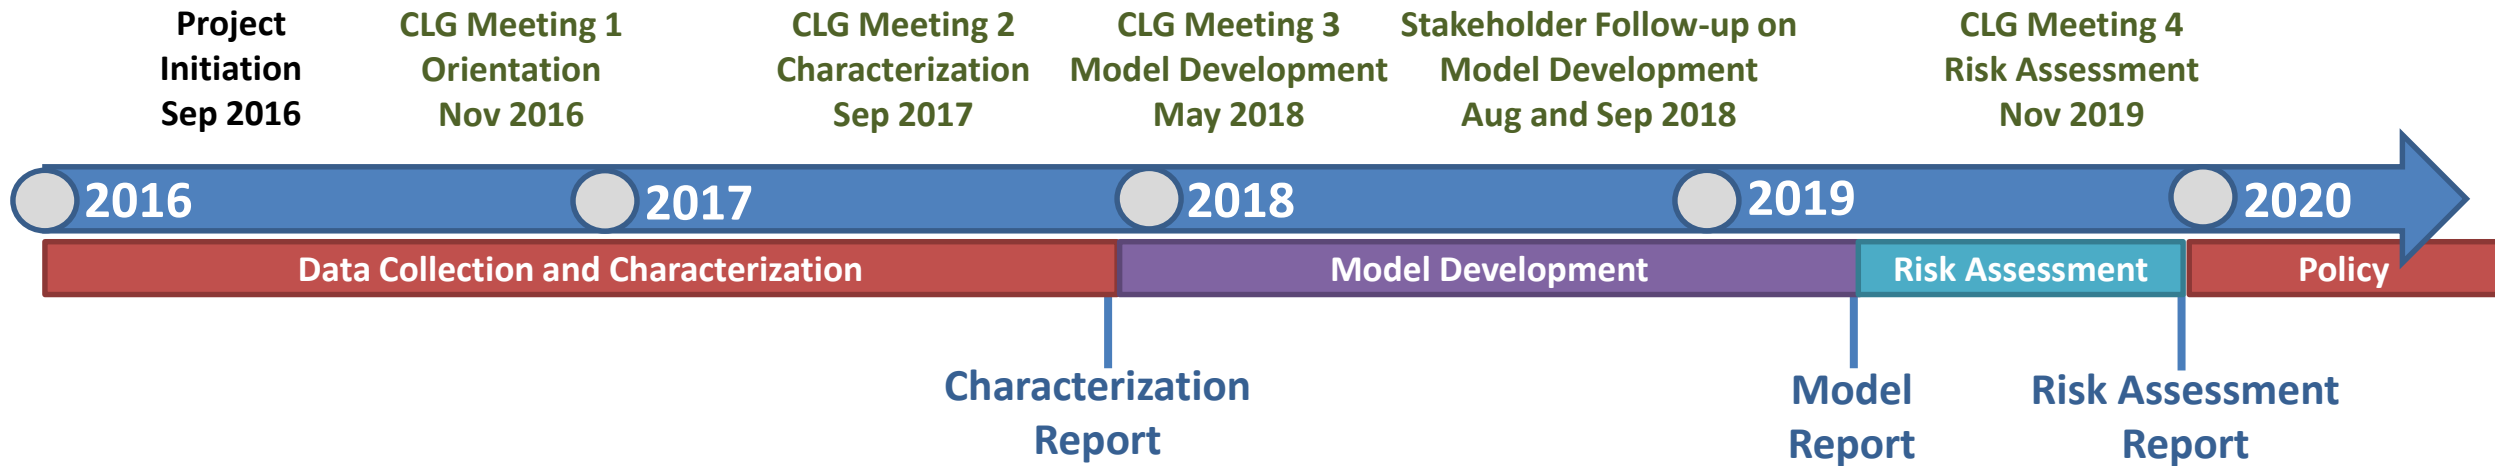 Project
Initiation
Sep 2016
CLG Meeting 1
Orientation
Nov 2016
CLG Meeting 2
Characterization
Sep 2017
CLG Meeting 3
Model Development
May 2018
Stakeholder Follow-up on
Model Development
Aug and Sep 2018
CLG Meeting 4
Risk Assessment
Nov 2019
2016
2017
2018
2019
2020
Data Collection and Characterization
Model Development
Risk Assessment
Policy
Characterization
Report
Model
Report
Risk Assessment
Report